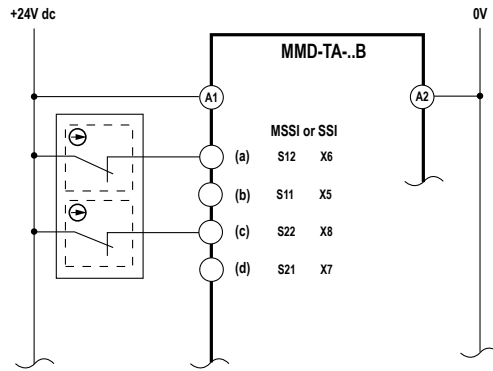 +24V dc
0V
MMD-TA-..B
A1
A2
MSSI or SSI
(a) S12 X6
(b) S11 X5
(c) S22 X8
(d) S21 X7